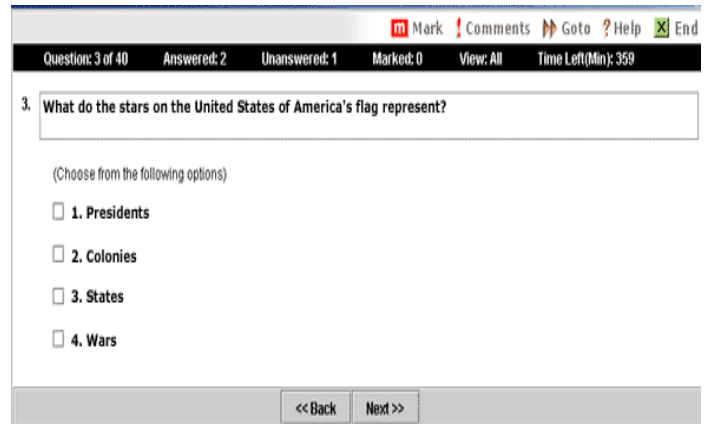 m Mark ! Comments Goto ? Help X End
Question: 3 of 40 Answered: 2 Unanswered: 1 Marked: 0 View: All Time Left(Min): 359
3. What do the stars on the United States of America's flag represent?
(Choose from the following options)
1. Presidents
2. Colonies
3. States
4. Wars
<< Back Next >>